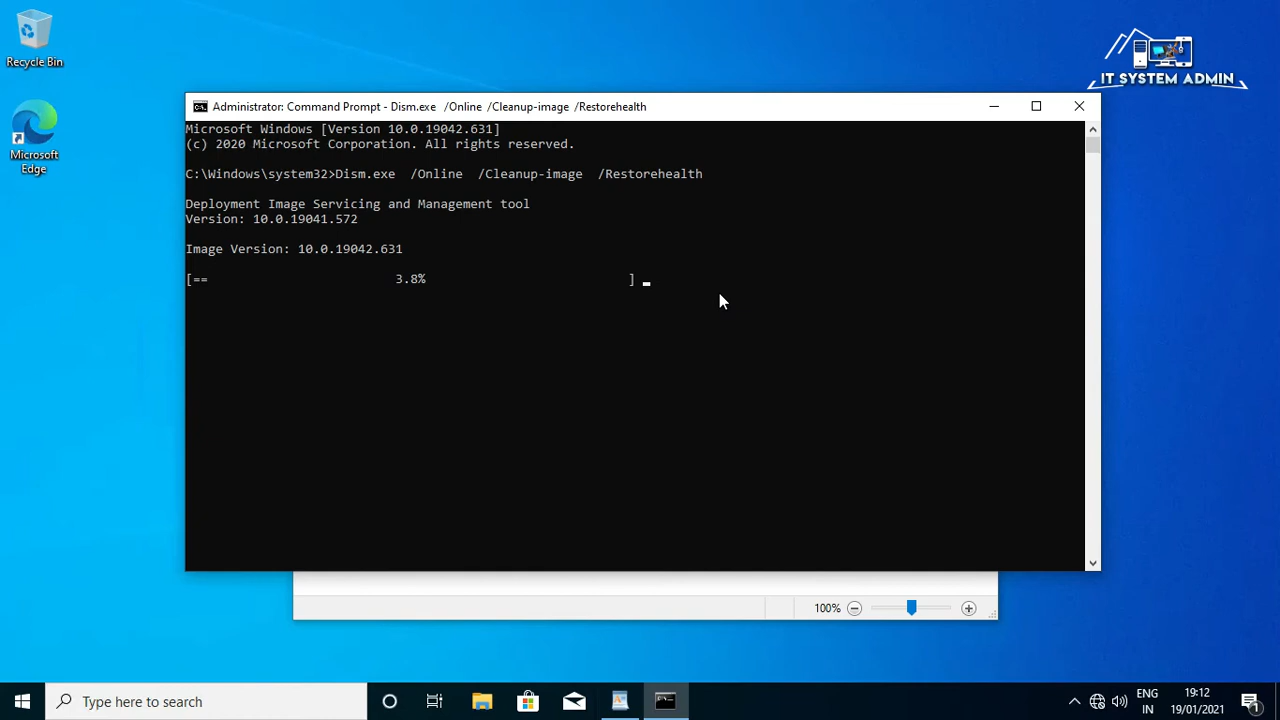 Recycle Bin
Microsoft
Edge
IT SYSTEM ADMIN
Administrator: Command Prompt - Dism.exe  /Online  /Cleanup-image  /Restorehealth
Microsoft Windows [Version 10.0.19042.631]
(c) 2020 Microsoft Corporation. All rights reserved.
C:\Windows\system32>Dism.exe  /Online  /Cleanup-image  /Restorehealth
Deployment Image Servicing and Management tool
Version: 10.0.19041.572
Image Version: 10.0.19042.631
[==                         3.8%                           ] _
100%
Type here to search
ENG
IN
19:12
19/01/2021
1